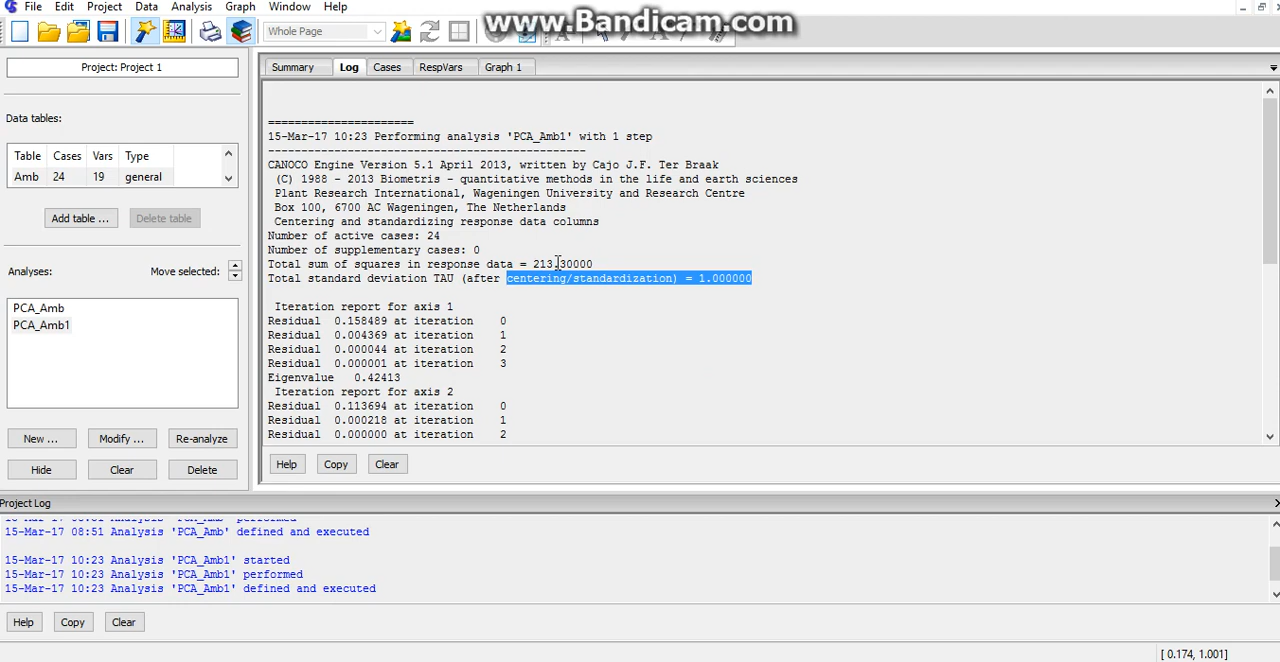 File Edit Project Data Analysis Graph Window Help
www.Bandicam.com
Whole Page
Project: Project 1
Summary Log Cases RespVars Graph 1
Data tables:
Table Cases Vars Type
Amb 24 19 general
Add table ... Delete table
Analyses: Move selected:
PCA_Amb
PCA_Amb1
New ... Modify ... Re-analyze
Hide Clear Delete
=====================
15-Mar-17 10:23 Performing analysis 'PCA_Amb1' with 1 step
----------------------------------------------
CANOCO Engine Version 5.1 April 2013, written by Cajo J.F. Ter Braak
(C) 1988 - 2013 Biometris - quantitative methods in the life and earth sciences
Plant Research International, Wageningen University and Research Centre
Box 100, 6700 AC Wageningen, The Netherlands
Centering and standardizing response data columns
Number of active cases: 24
Number of supplementary cases: 0
Total sum of squares in response data = 213.30000
Total standard deviation TAU (after centering/standardization) = 1.000000
Iteration report for axis 1
Residual 0.158489 at iteration 0
Residual 0.004369 at iteration 1
Residual 0.000044 at iteration 2
Residual 0.000001 at iteration 3
Eigenvalue 0.42413
Iteration report for axis 2
Residual 0.113694 at iteration 0
Residual 0.000218 at iteration 1
Residual 0.000000 at iteration 2
Help Copy Clear
Project Log
15-Mar-17 08:51 Analysis 'PCA_Amb' defined and executed
15-Mar-17 10:23 Analysis 'PCA_Amb1' started
15-Mar-17 10:23 Analysis 'PCA_Amb1' performed
15-Mar-17 10:23 Analysis 'PCA_Amb1' defined and executed
Help Copy Clear
[ 0.174, 1.001]